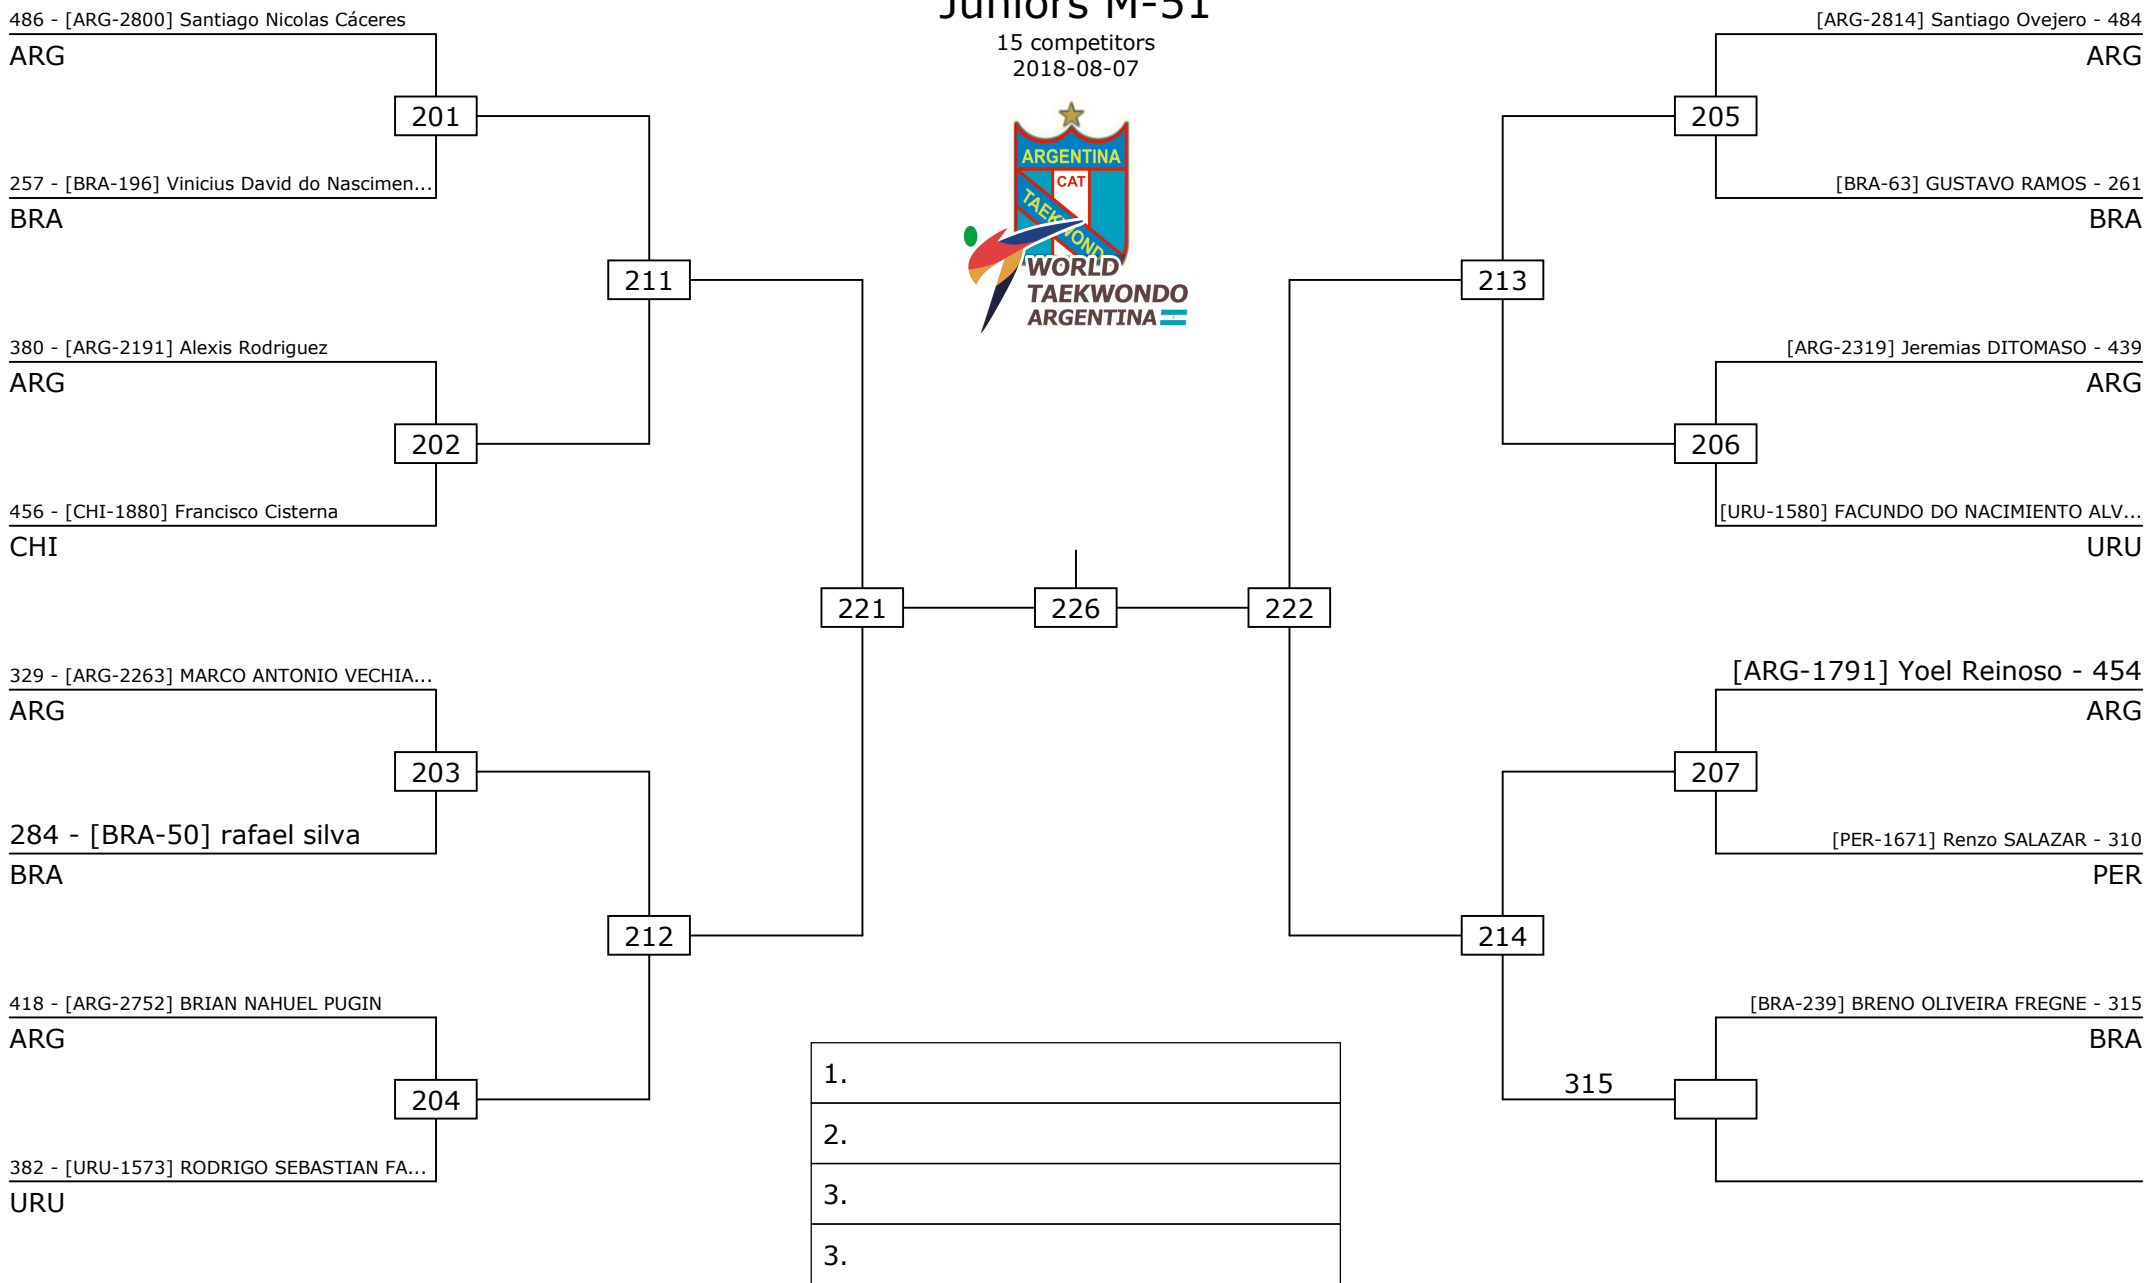 Juniors M-51
15 competitors
2018-08-07
ARGENTINA
CAT
TAEKWONDO
WORLD
TAEKWONDO
ARGENTINA
486 - [ARG-2800] Santiago Nicolas Cáceres
ARG
201
257 - [BRA-196] Vinicius David do Nascimen...
BRA
211
380 - [ARG-2191] Alexis Rodriguez
ARG
202
456 - [CHI-1880] Francisco Cisterna
CHI
221
329 - [ARG-2263] MARCO ANTONIO VECHIA...
ARG
203
284 - [BRA-50] rafael silva
BRA
212
418 - [ARG-2752] BRIAN NAHUEL PUGIN
ARG
204
382 - [URU-1573] RODRIGO SEBASTIAN FA...
URU
226
[ARG-2814] Santiago Ovejero - 484
ARG
205
[BRA-63] GUSTAVO RAMOS - 261
BRA
213
[ARG-2319] Jeremias DITOMASO - 439
ARG
206
[URU-1580] FACUNDO DO NACIMIENTO ALV...
URU
222
[ARG-1791] Yoel Reinoso - 454
ARG
207
[PER-1671] Renzo SALAZAR - 310
PER
214
[BRA-239] BRENO OLIVEIRA FREGNE - 315
BRA
315
1.
2.
3.
3.